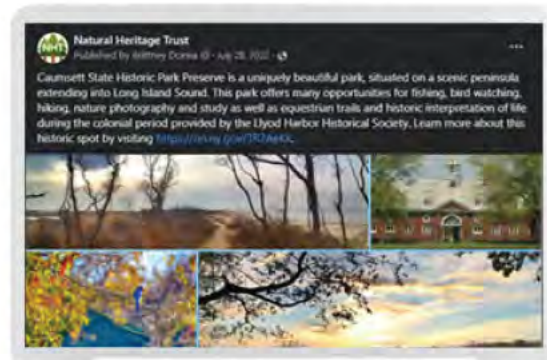 Natural Heritage Trust
Published by Brittney · July 28, 2022 ·
Caumsett State Historic Park Preserve is a uniquely beautiful park, situated on a scenic peninsula
extending into Long Island Sound. This park offers many opportunities for fishing, bird watching,
hiking, nature photography and study as well as equestrian trails and historic interpretation of life
during the colonial period provided by the Llyod Harbor Historical Society. Learn more about this
historic spot by visiting
NHT